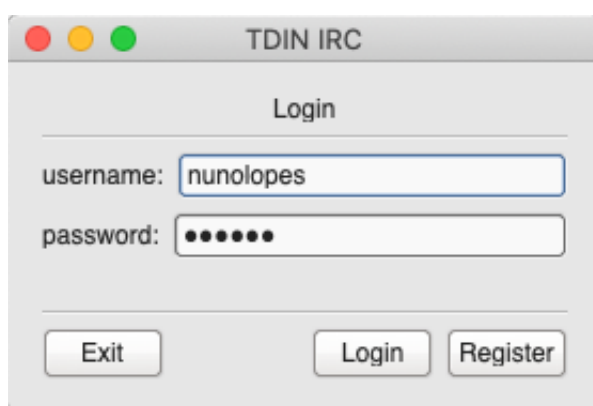 TDIN IRC
Login
username: nunolopes
password: ●●●●●●
Exit Login Register